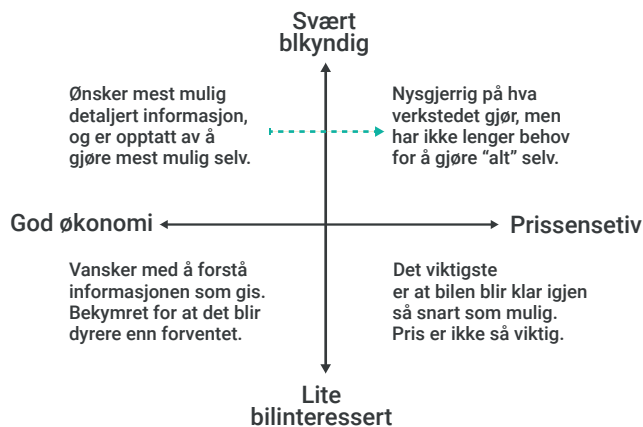 Svært
blkyndig
Ønsker mest mulig
detaljert informasjon,
og er opptatt av å
gjøre mest mulig selv.
Nysgjerrig på hva
verkstedet gjør, men
har ikke lenger behov
for å gjøre “alt” selv.
God økonomi
Prissensetiv
Vansker med å forstå
informasjonen som gis.
Bekymret for at det blir
dyrere enn forventet.
Det viktigste
er at bilen blir klar igjen
så snart som mulig.
Pris er ikke så viktig.
Lite
bilinteressert